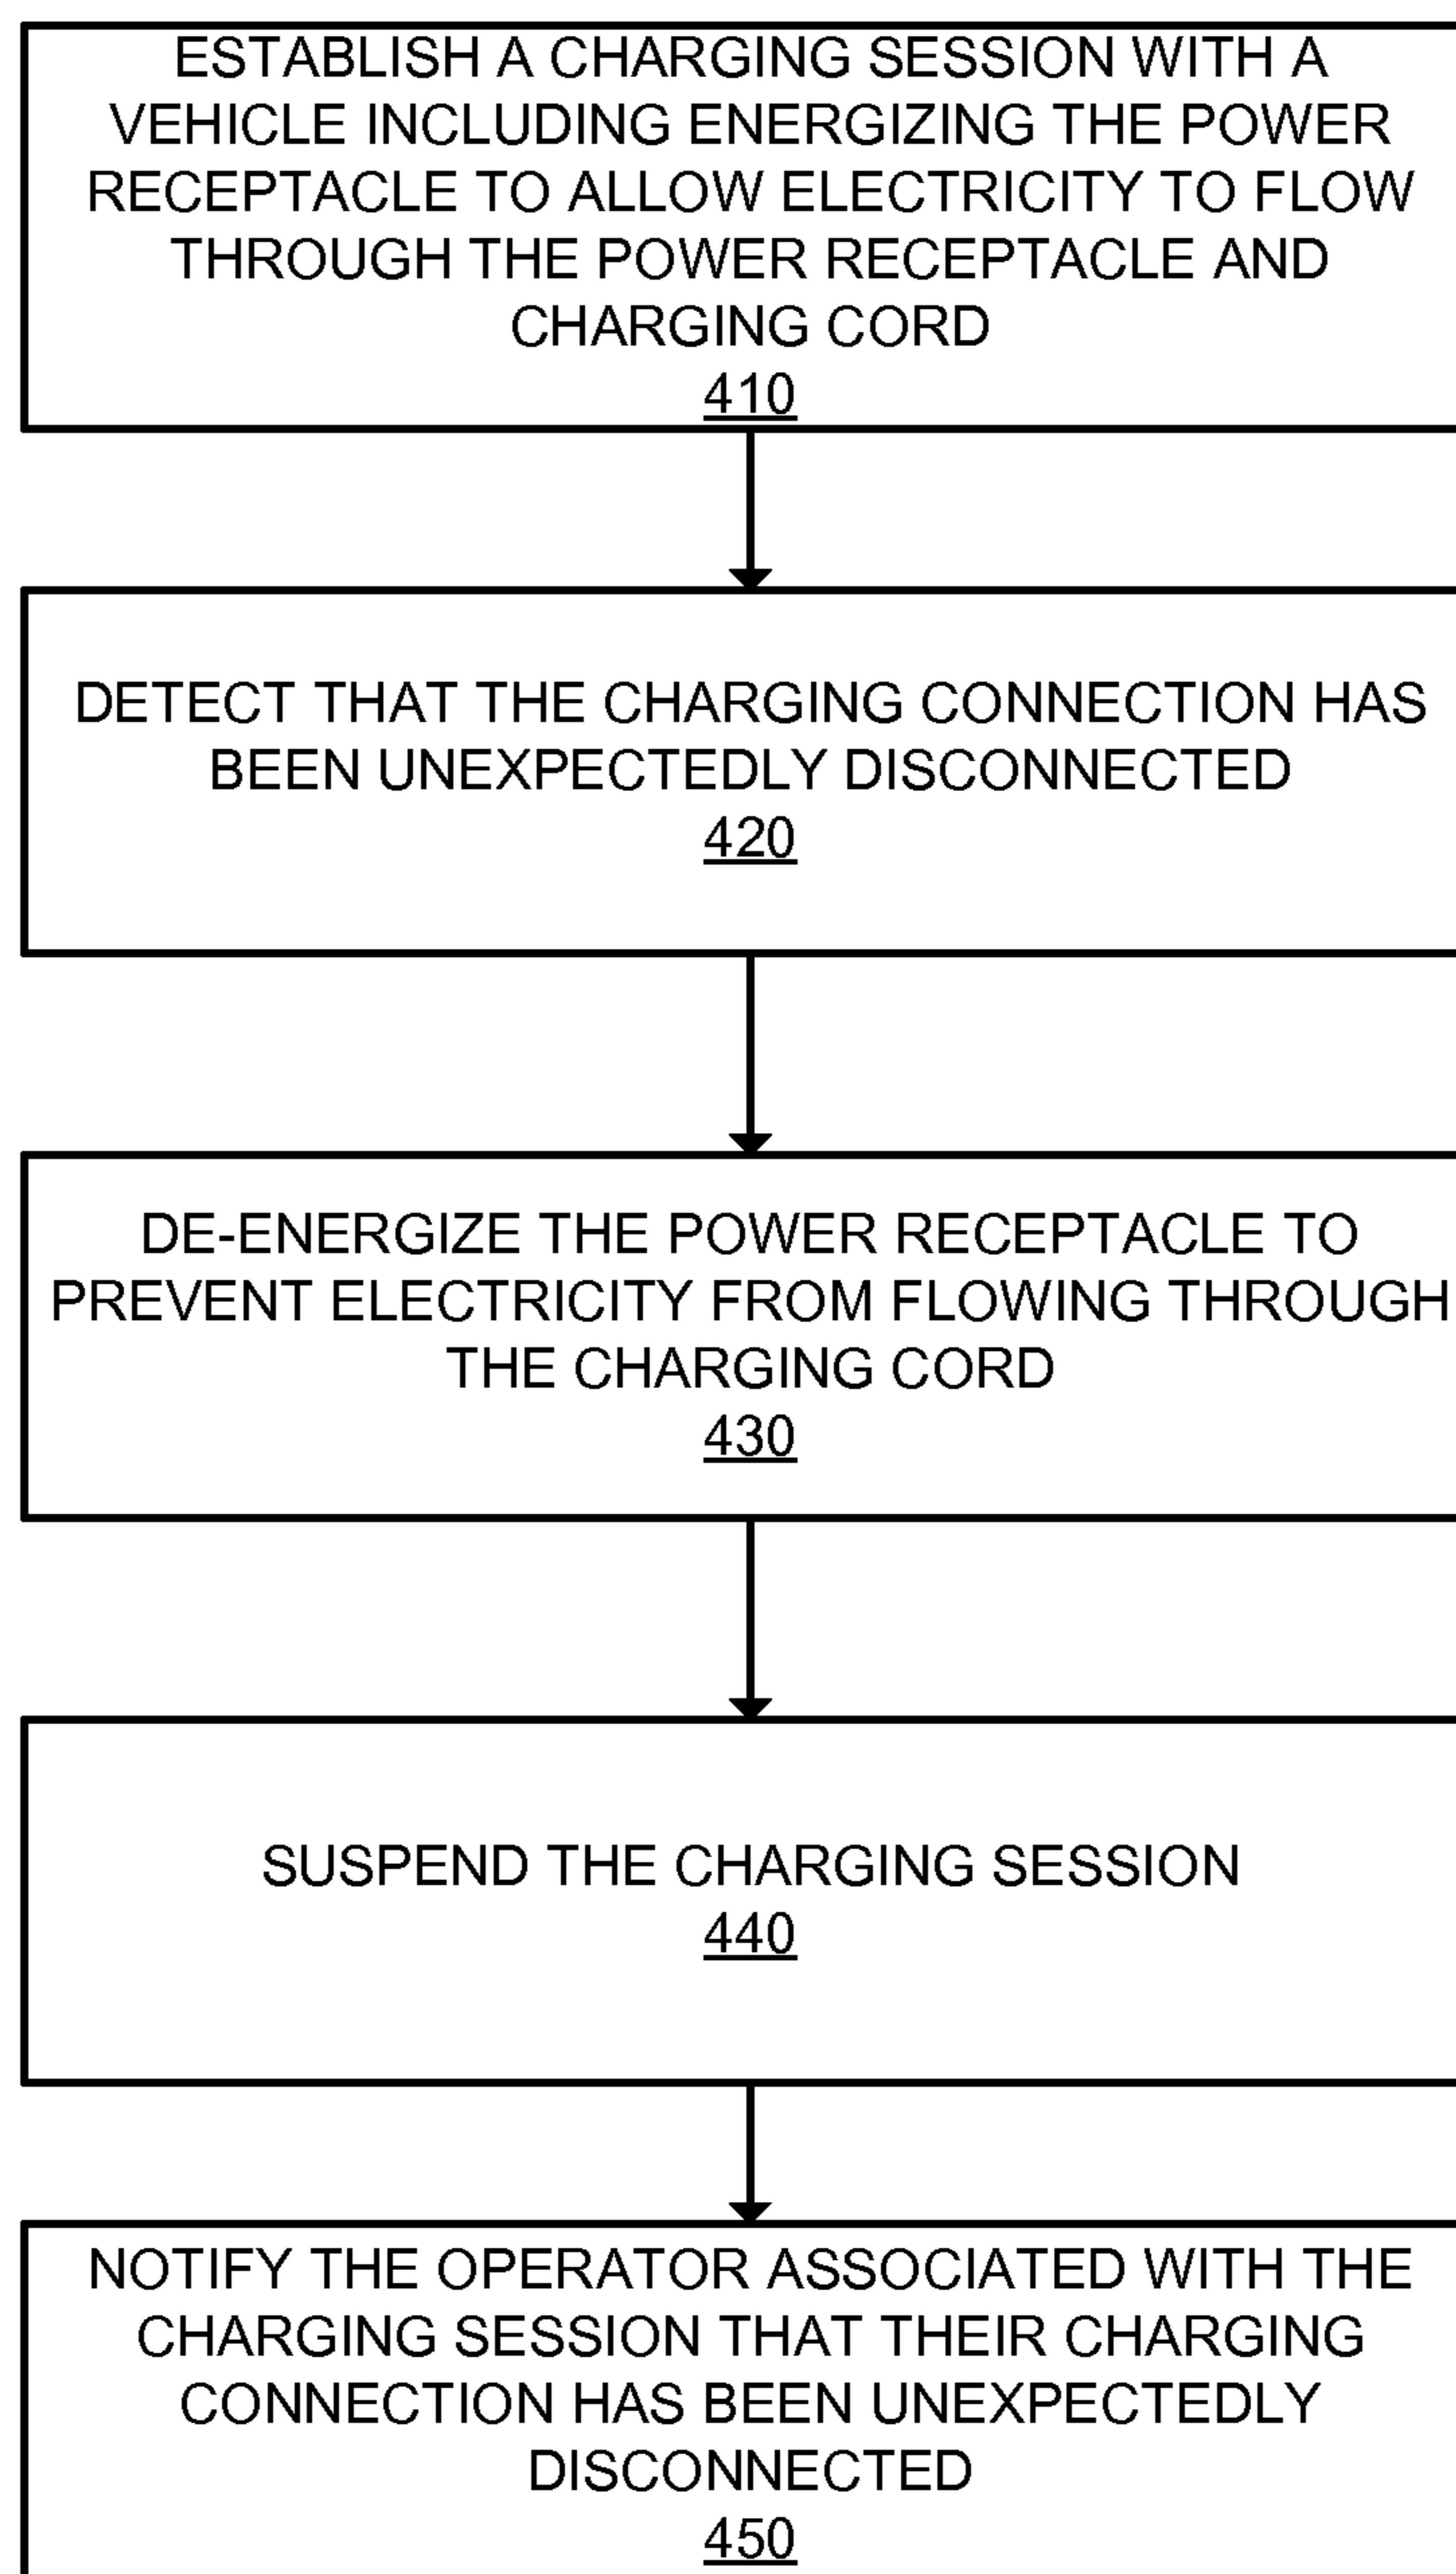 ESTABLISH A CHARGING SESSION WITH A
VEHICLE INCLUDING ENERGIZING THE POWER
RECEPTACLE TO ALLOW ELECTRICITY TO FLOW
THROUGH THE POWER RECEPTACLE AND
CHARGING CORD
410
DETECT THAT THE CHARGING CONNECTION HAS
BEEN UNEXPECTEDLY DISCONNECTED
420
DE-ENERGIZE THE POWER RECEPTACLE TO
PREVENT ELECTRICITY FROM FLOWING THROUGH
THE CHARGING CORD
430
SUSPEND THE CHARGING SESSION
440
NOTIFY THE OPERATOR ASSOCIATED WITH THE
CHARGING SESSION THAT THEIR CHARGING
CONNECTION HAS BEEN UNEXPECTEDLY
DISCONNECTED
450